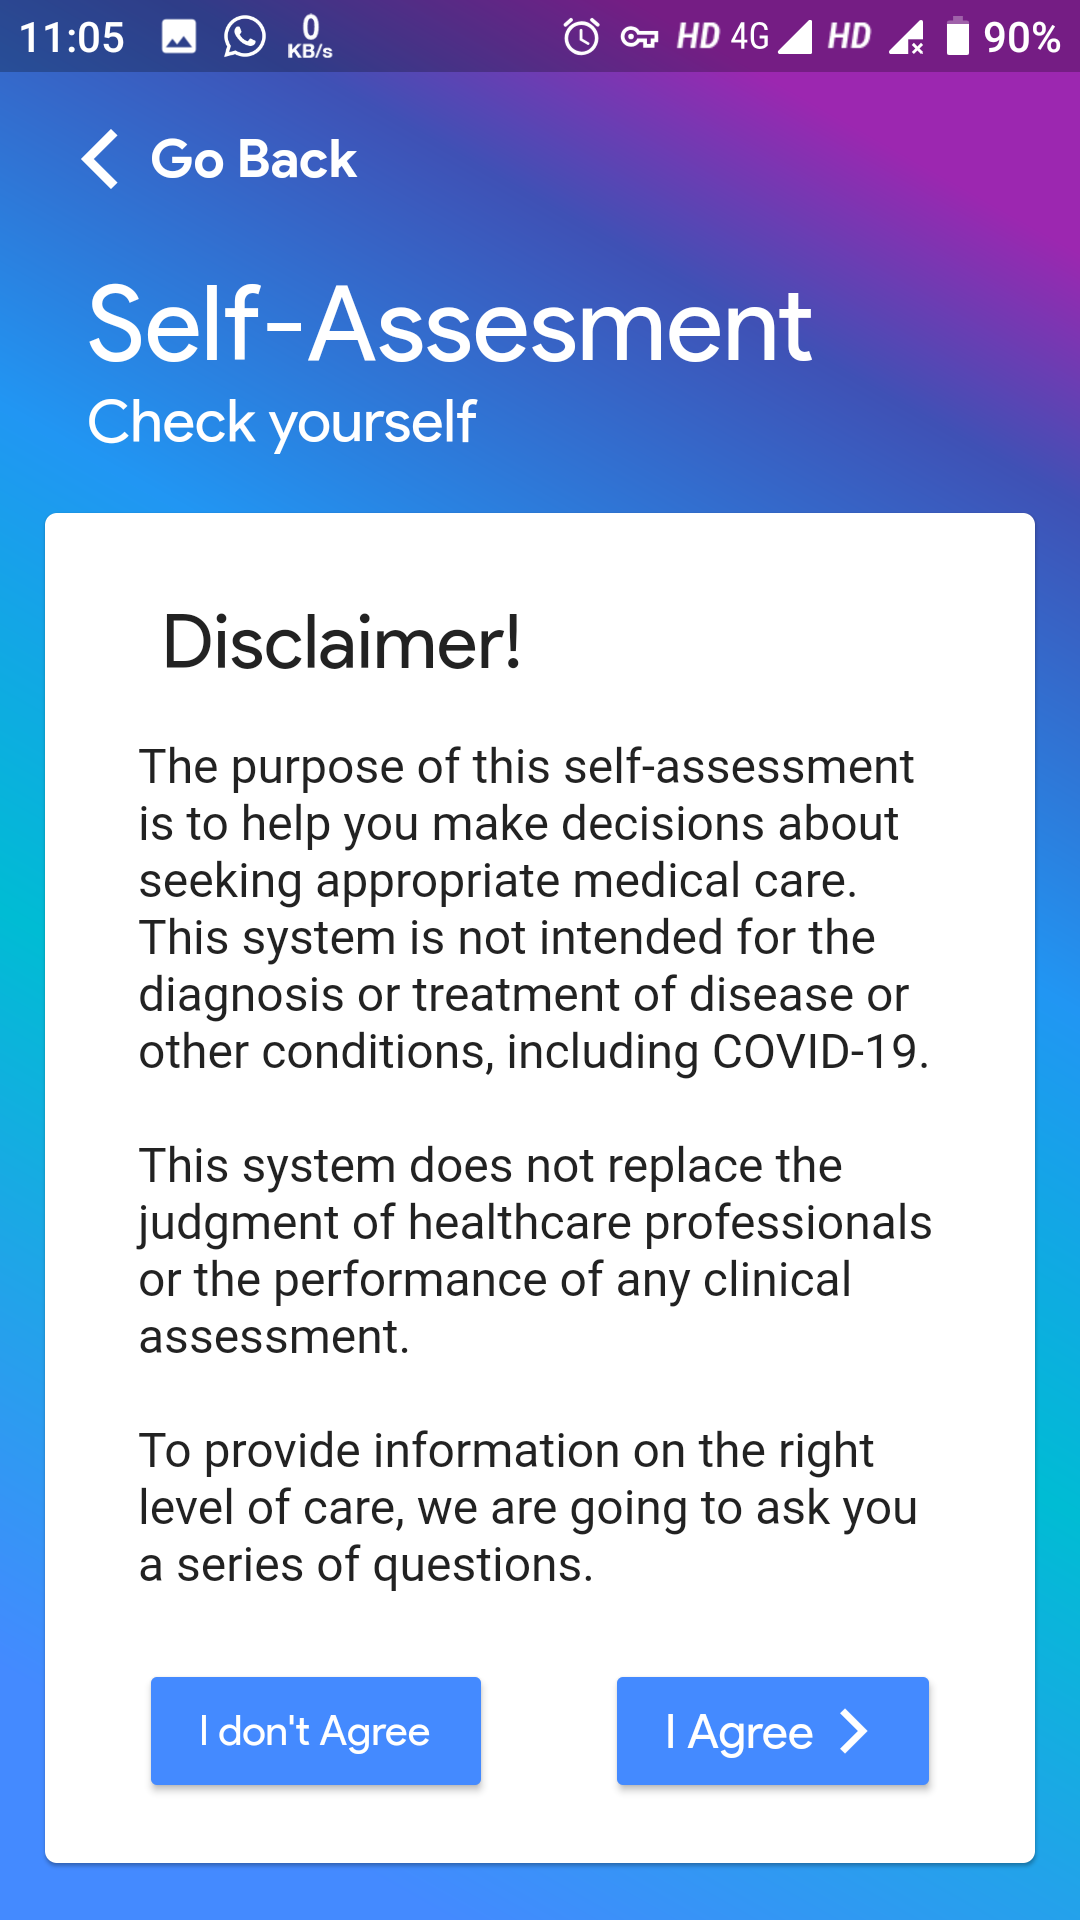 11:05 0 KB/s HD 4G HD 90%
Go Back
Self-Assesment
Check yourself
Disclaimer!
The purpose of this self-assessment
is to help you make decisions about
seeking appropriate medical care.
This system is not intended for the
diagnosis or treatment of disease or
other conditions, including COVID-19.
This system does not replace the
judgment of healthcare professionals
or the performance of any clinical
assessment.
To provide information on the right
level of care, we are going to ask you
a series of questions.
I don't Agree
I Agree